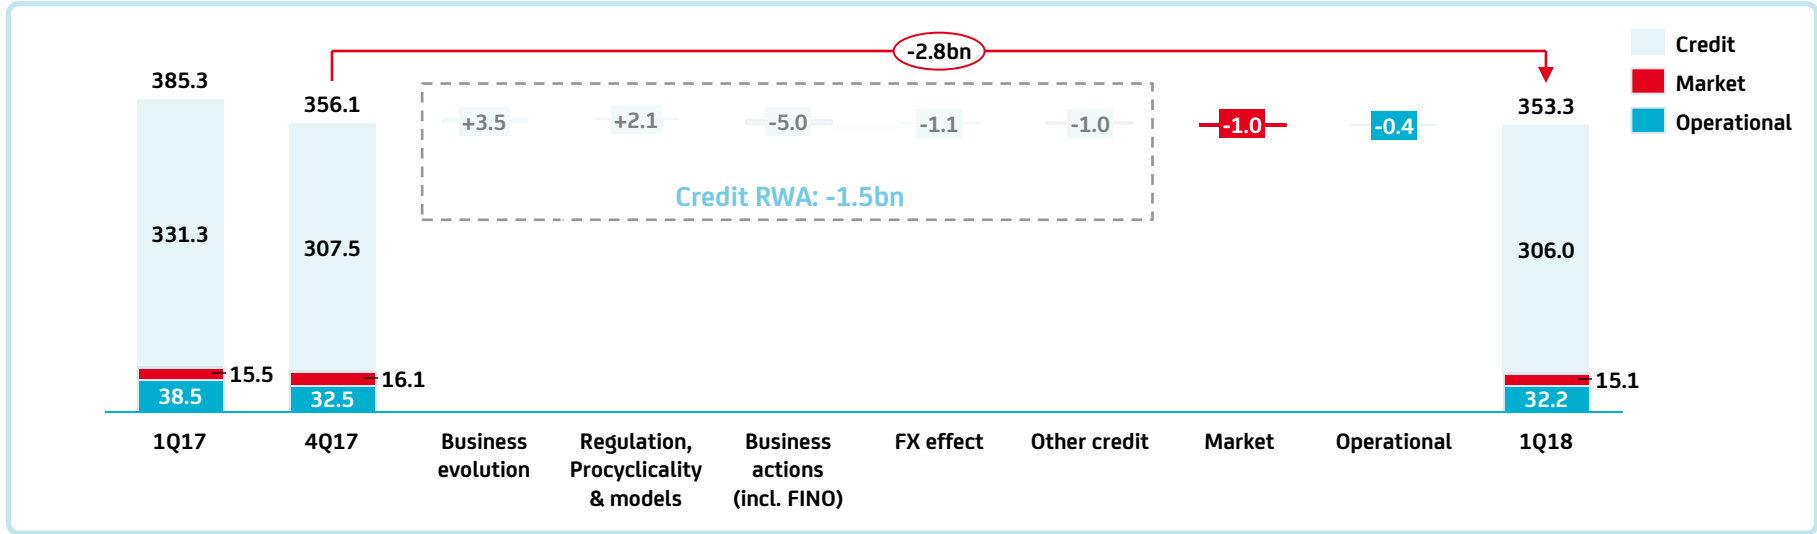 -2.8bn
Credit
Market
Operational
385.3
356.1
353.3
+3.5
+2.1
-5.0
-1.1
-1.0
-1.0
-0.4
Credit RWA: -1.5bn
331.3
307.5
306.0
15.5
16.1
15.1
38.5
32.5
32.2
1Q17
4Q17
Business
evolution
Regulation,
Procyclicality
& models
Business
actions
(incl. FINO)
FX effect
Other credit
Market
Operational
1Q18